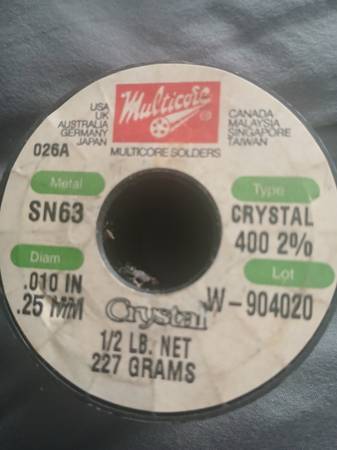 Multicore
®
USA
UK
AUSTRALIA
GERMANY
JAPAN
CANADA
MALAYSIA
SINGAPORE
TAIWAN
026A
MULTICORE SOLDERS
Metal
SN63
Type
CRYSTAL
400 2%
Diam
.010 IN
.25 MM
Lot
W-904020
Crystal
1/2 LB. NET
227 GRAMS